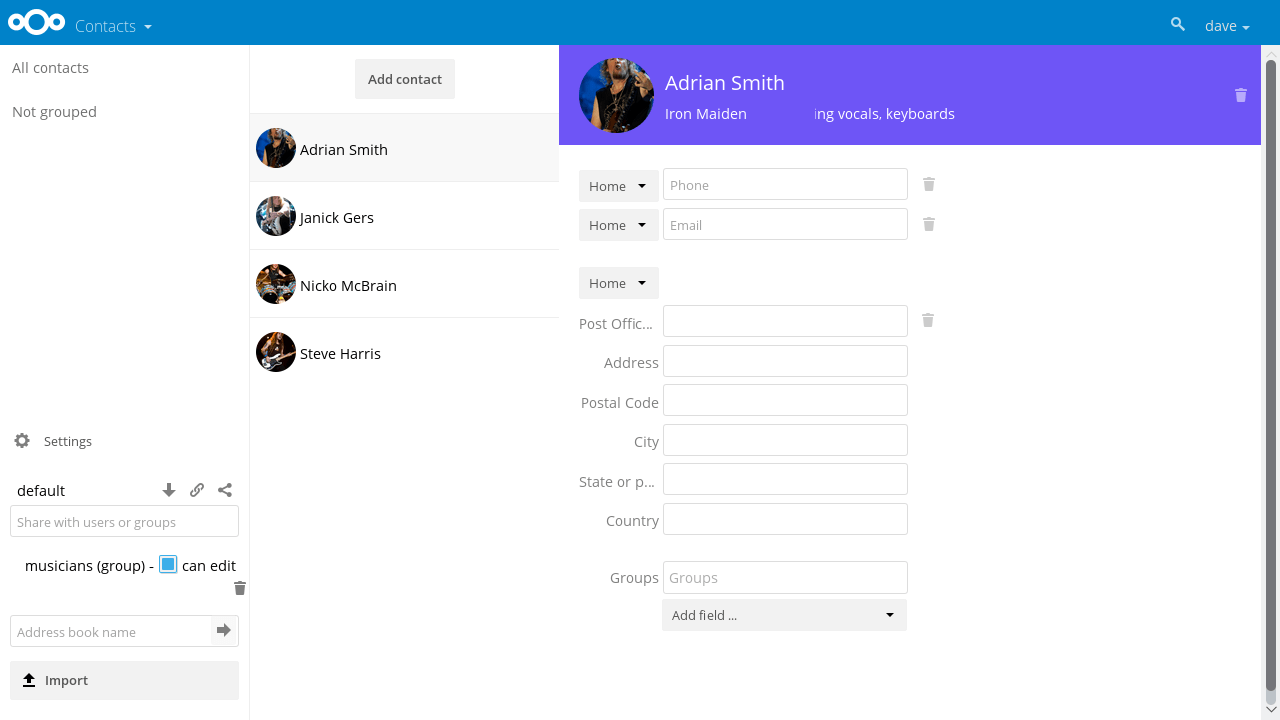 Contacts
dave
All contacts
Not grouped
Settings
default
Share with users or groups
musicians (group) - can edit
Address book name
Import
Add contact
Adrian Smith
Janick Gers
Nicko McBrain
Steve Harris
Adrian Smith
Iron Maiden ing vocals, keyboards
Home Phone
Home Email
Home
Post Offic...
Address
Postal Code
City
State or p...
Country
Groups Groups
Add field ...